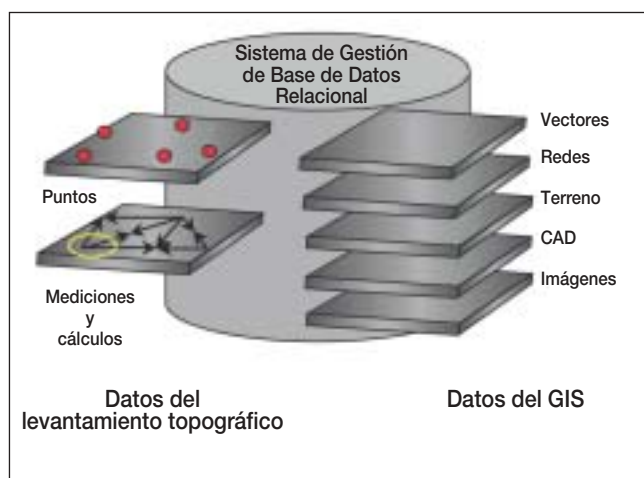 Sistema de Gestión
de Base de Datos
Relacional
Puntos
Mediciones
y
cálculos
Vectores
Redes
Terreno
CAD
Imágenes
Datos del
levantamiento topográfico
Datos del GIS